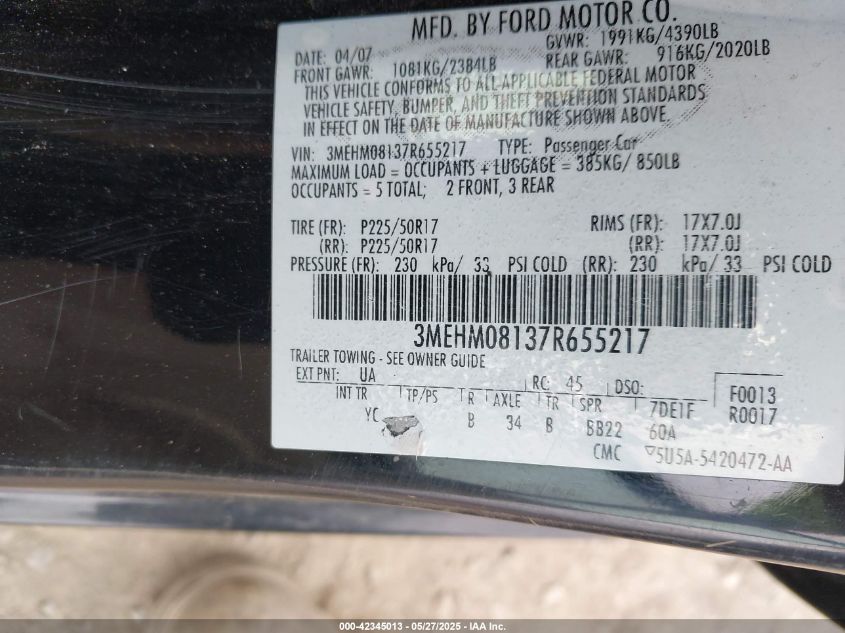 MFD. BY FORD MOTOR CO.
DATE: 04/07 GVWR: 1991KG/4390LB
FRONT GAWR: 1081KG/2384LB REAR GAWR: 916KG/2020LB
THIS VEHICLE CONFORMS TO ALL APPLICABLE FEDERAL MOTOR
VEHICLE SAFETY, BUMPER, AND THEFT PREVENTION STANDARDS
IN EFFECT ON THE DATE OF MANUFACTURE SHOWN ABOVE.
VIN: 3MEHM08137R655217 TYPE: Passenger Car
MAXIMUM LOAD = OCCUPANTS + LUGGAGE = 385KG/ 850LB
OCCUPANTS = 5 TOTAL; 2 FRONT, 3 REAR
TIRE (FR): P225/50R17 RIMS (FR): 17X7.0J
(RR): P225/50R17 (RR): 17X7.0J
PRESSURE (FR): 230 kPa/ 33 PSI COLD (RR): 230 kPa/ 33 PSI COLD
3MEHM08137R655217
TRAILER TOWING - SEE OWNER GUIDE
EXT PNT: UA RC: 45 DSO: F0013
INT TR TP/PS R AXLE TR SPR 7DE1F R0017
YC B 34 B BB22 60A
CMC 5U5A-5420472-AA
000-42345013 - 05/27/2025 - IAA Inc.